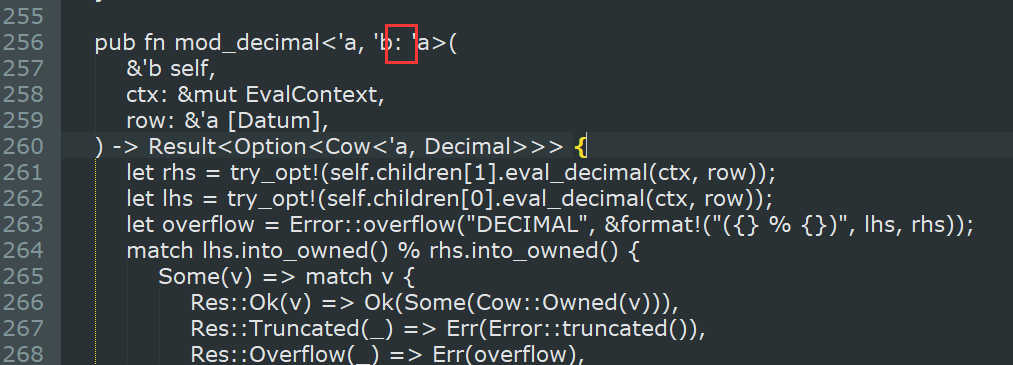 255
256 pub fn mod_decimal<'a, 'b: 'a>(
257 &'b self,
258 ctx: &mut EvalContext,
259 row: &'a [Datum],
260 ) -> Result<Option<Cow<'a, Decimal>>> {
261 let rhs = try_opt!(self.children[1].eval_decimal(ctx, row));
262 let lhs = try_opt!(self.children[0].eval_decimal(ctx, row));
263 let overflow = Error::overflow("DECIMAL", &format!("({} % {})", lhs, rhs));
264 match lhs.into_owned() % rhs.into_owned() {
265 Some(v) => match v {
266 Res::Ok(v) => Ok(Some(Cow::Owned(v))),
267 Res::Truncated(_) => Err(Error::truncated()),
268 Res::Overflow(_) => Err(overflow),